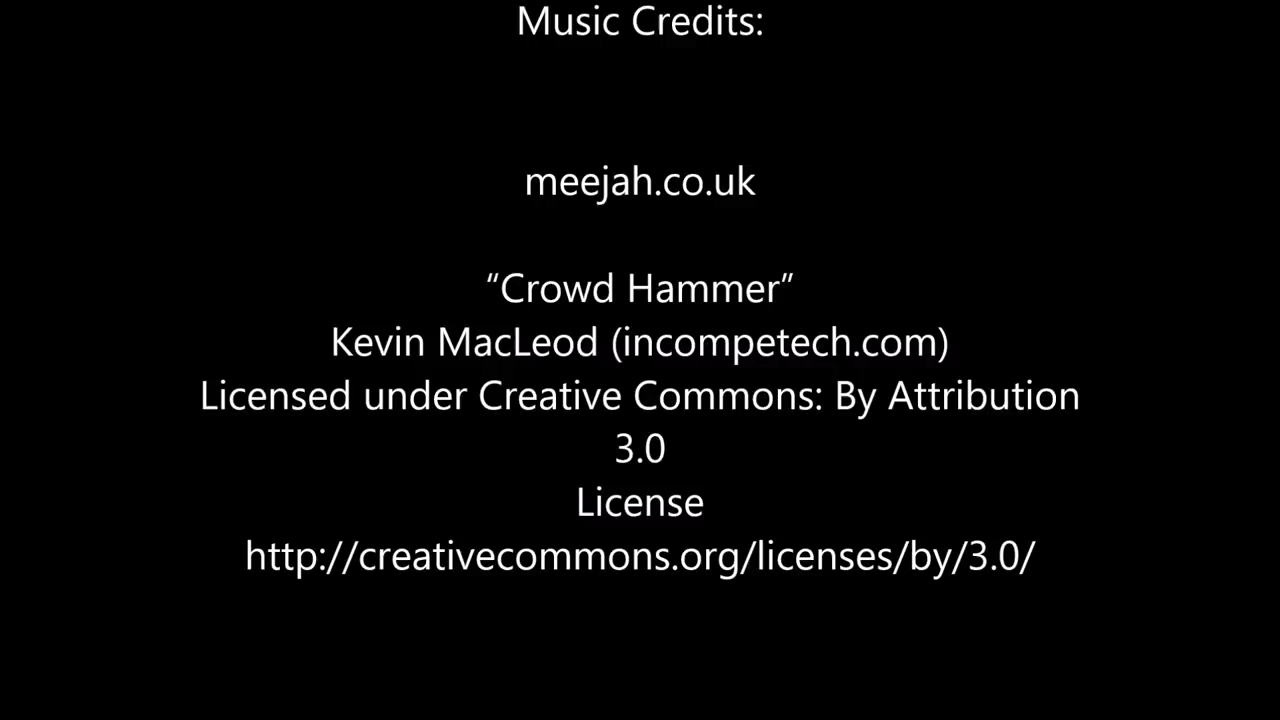 Music Credits:
meejah.co.uk
“Crowd Hammer”
Kevin MacLeod (incompetech.com)
Licensed under Creative Commons: By Attribution
3.0
License
http://creativecommons.org/licenses/by/3.0/